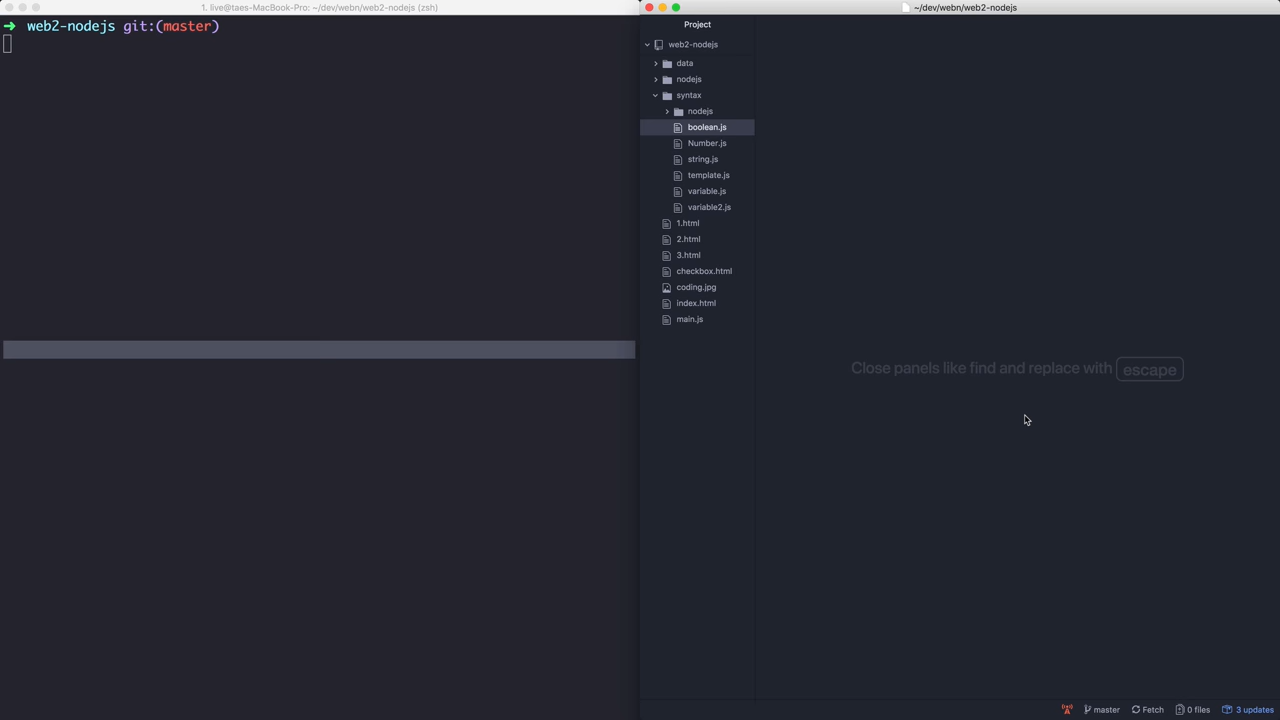 1. live@taes-MacBook-Pro: ~/dev/webn/web2-nodejs (zsh)
➜ web2-nodejs git:(master)
~/dev/webn/web2-nodejs
Project
web2-nodejs
data
nodejs
syntax
nodejs
boolean.js
Number.js
string.js
template.js
variable.js
variable2.js
1.html
2.html
3.html
checkbox.html
coding.jpg
index.html
main.js
Close panels like find and replace with escape
master Fetch 0 files 3 updates